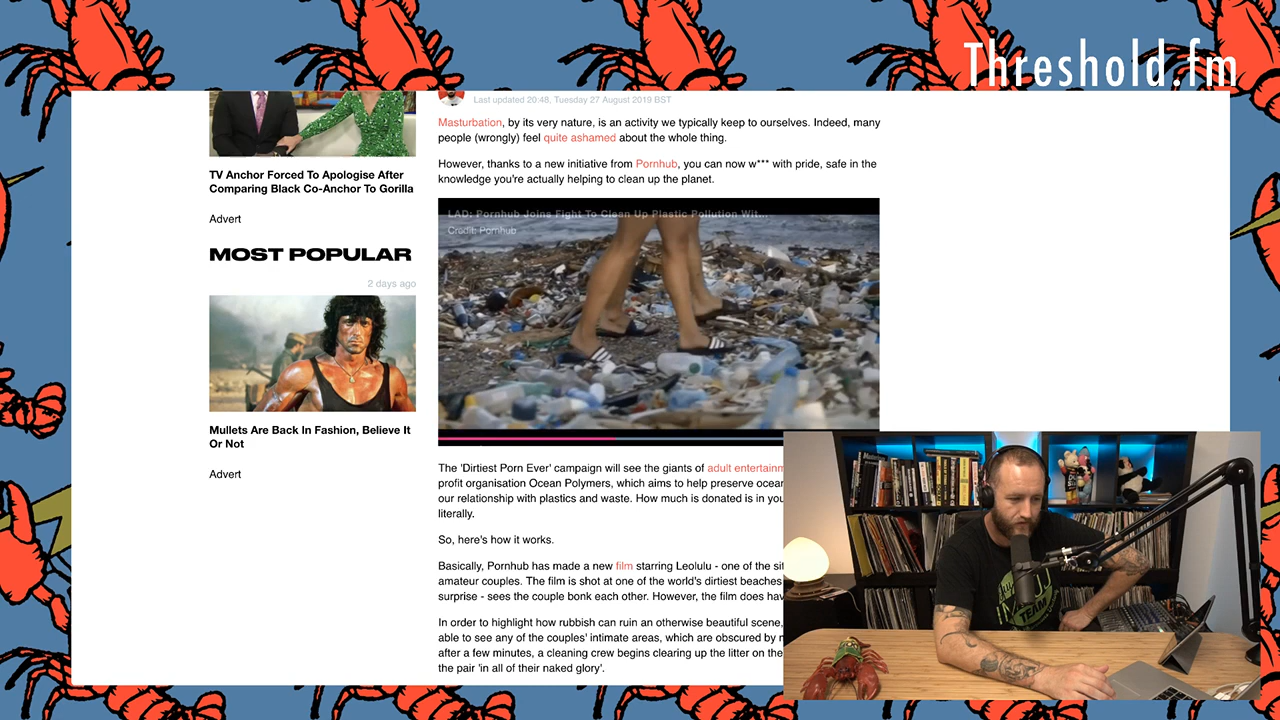 Threshold.fm
Last updated 20:48, Tuesday 27 August 2019 BST
Masturbation, by its very nature, is an activity we typically keep to ourselves. Indeed, many
people (wrongly) feel quite ashamed about the whole thing.
However, thanks to a new initiative from Pornhub, you can now w*** with pride, safe in the
knowledge you're actually helping to clean up the planet.
TV Anchor Forced To Apologise After
Comparing Black Co-Anchor To Gorilla
Advert
MOST POPULAR
2 days ago
Mullets Are Back In Fashion, Believe It
Or Not
Advert
LAD: Pornhub Joins Fight To Clean Up Plastic Pollution Wit...
Credit: Pornhub
The 'Dirtiest Porn Ever' campaign will see the giants of adult entertainm
profit organisation Ocean Polymers, which aims to help preserve ocean
our relationship with plastics and waste. How much is donated is in you
literally.
So, here's how it works.
Basically, Pornhub has made a new film starring Leolulu - one of the sit
amateur couples. The film is shot at one of the world's dirtiest beaches
surprise - sees the couple bonk each other. However, the film does hav
In order to highlight how rubbish can ruin an otherwise beautiful scene,
able to see any of the couples' intimate areas, which are obscured by
after a few minutes, a cleaning crew begins clearing up the litter on the
the pair 'in all of their naked glory'.
TEAM